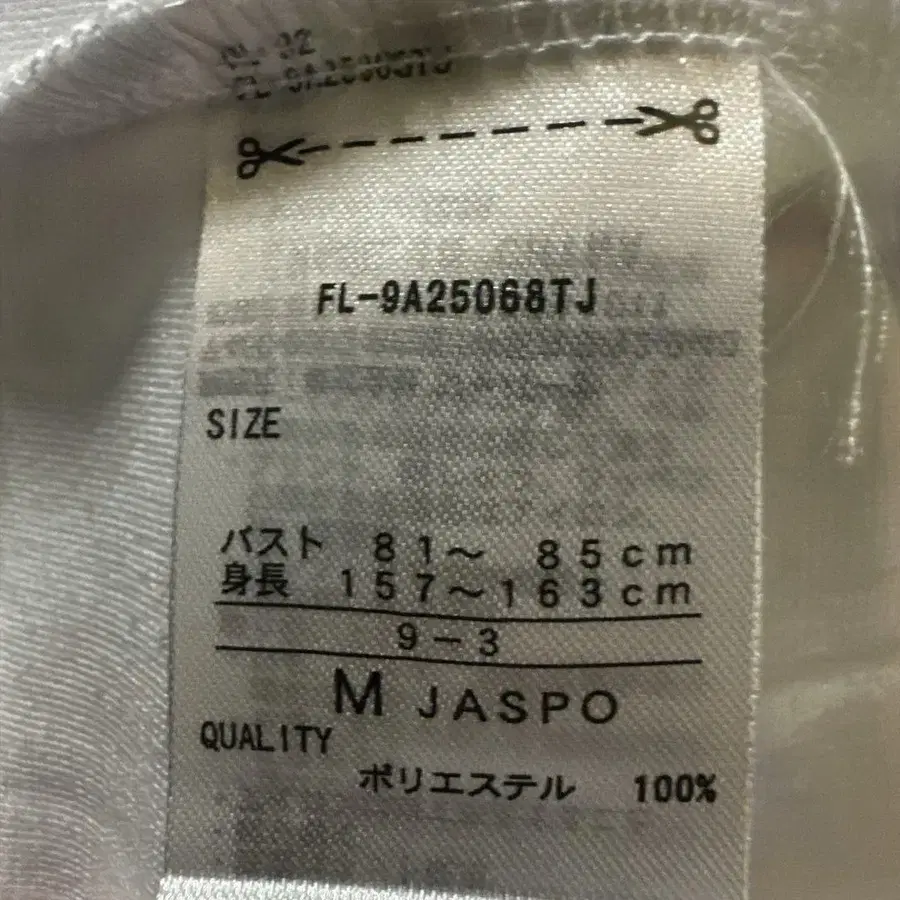 FL-9A25068TJ
SIZE
バスト 81~ 85cm
身長 157~163cm
9-3
M JASPO
QUALITY
ポリエステル 100%